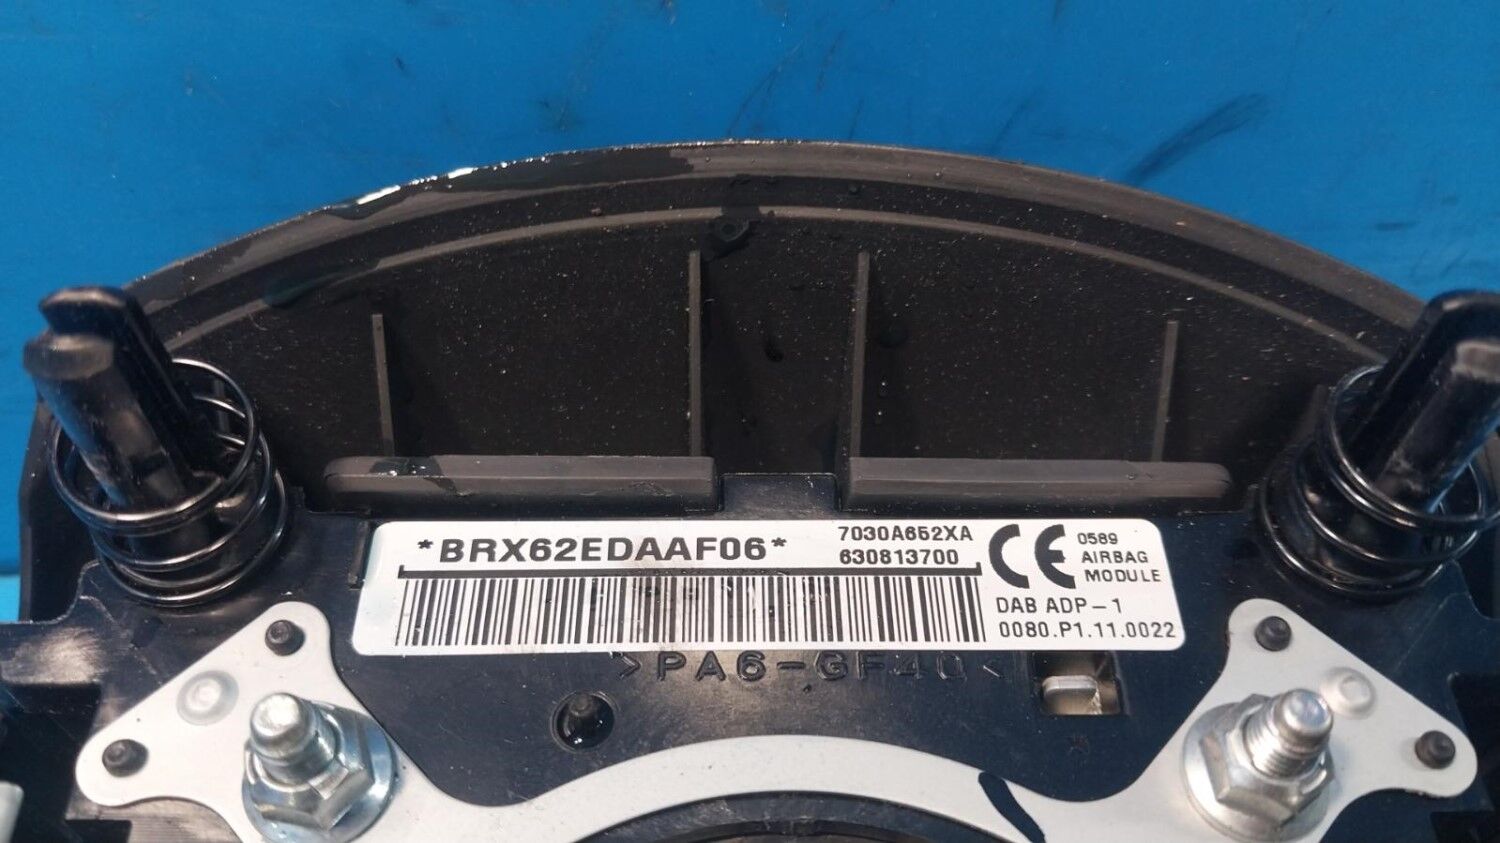 *BRX62EDAAF06*
7030A652XA
630813700
CE
0589
AIRBAG
MODULE
DAB ADP-1
0080.P1.11.0022
>PA6-GF40<